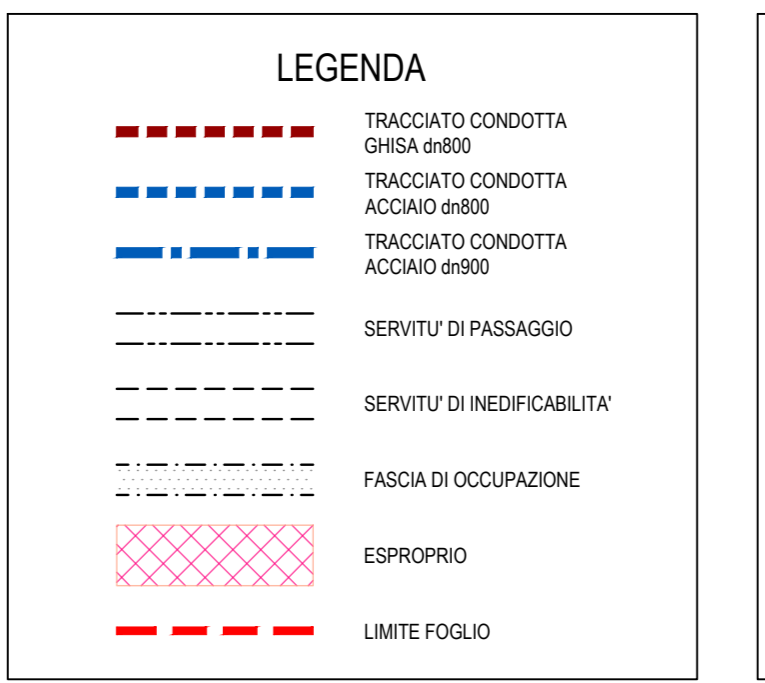 LEGENDA
TRACCIATO CONDOTTA
GHISA dn800
TRACCIATO CONDOTTA
ACCIAIO dn800
TRACCIATO CONDOTTA
ACCIAIO dn900
SERVITU' DI PASSAGGIO
SERVITU' DI INEDIFICABILITA'
FASCIA DI OCCUPAZIONE
ESPROPRIO
LIMITE FOGLIO